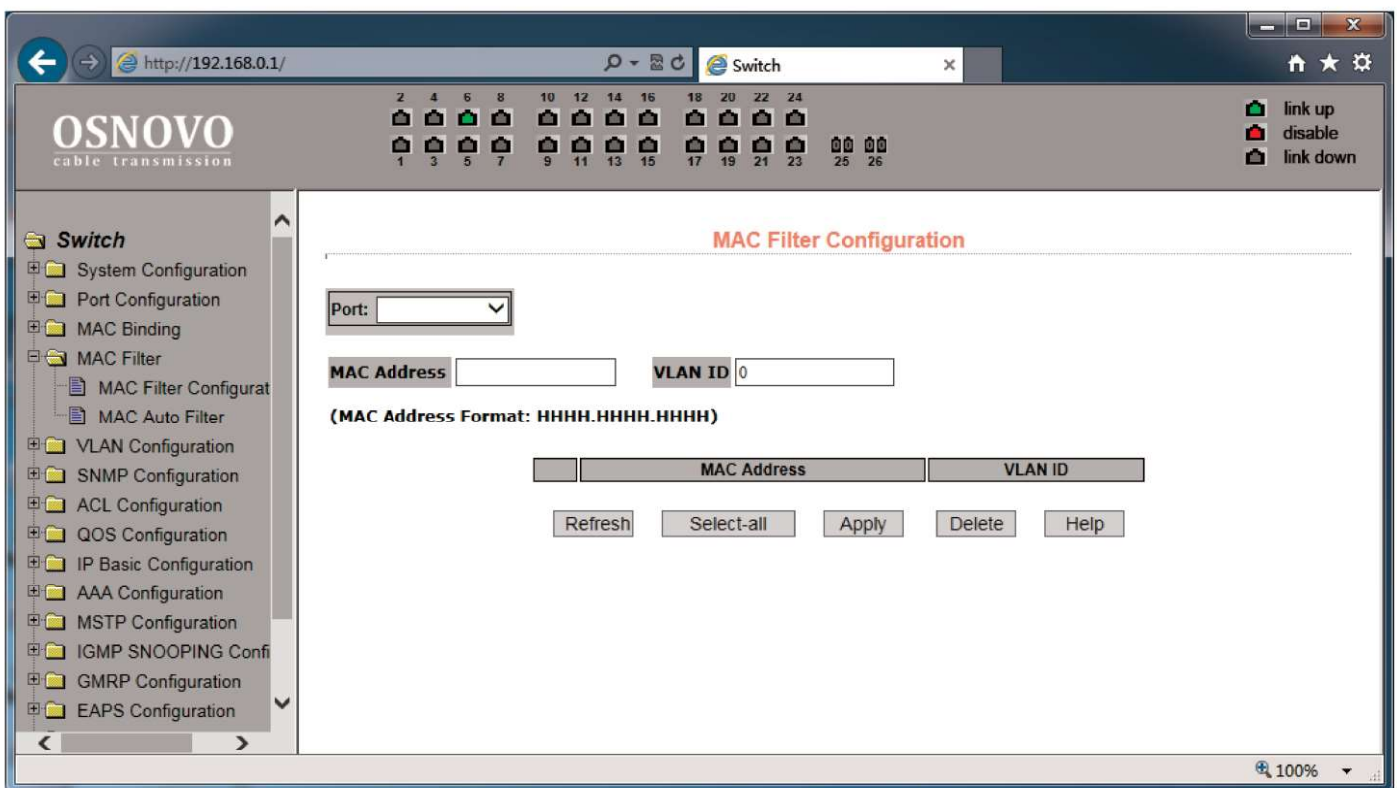 http://192.168.0.1/
Switch
OSNOVO
cable transmission
2 4 6 8 10 12 14 16 18 20 22 24
1 3 5 7 9 11 13 15 17 19 21 23 25 26
link up
disable
link down
Switch
System Configuration
Port Configuration
MAC Binding
MAC Filter
MAC Filter Configurat
MAC Auto Filter
VLAN Configuration
SNMP Configuration
ACL Configuration
QOS Configuration
IP Basic Configuration
AAA Configuration
MSTP Configuration
IGMP SNOOPING Confi
GMRP Configuration
EAPS Configuration
MAC Filter Configuration
Port:
MAC Address VLAN ID 0
(MAC Address Format: HHHH.HHHH.HHHH)
MAC Address VLAN ID
Refresh Select-all Apply Delete Help
100%